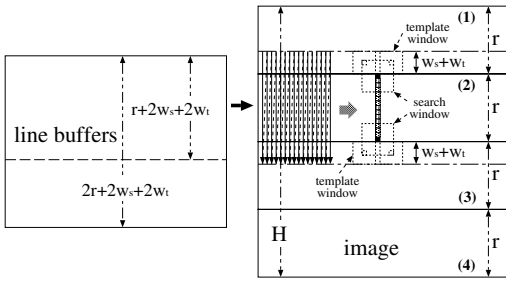 r+2wₛ+2wₜ
line buffers
2r+2wₛ+2wₜ
(1)
template
window
r
wₛ+wₜ
(2)
search
window
r
wₛ+wₜ
template
window
(3)
r
H
image
r
(4)